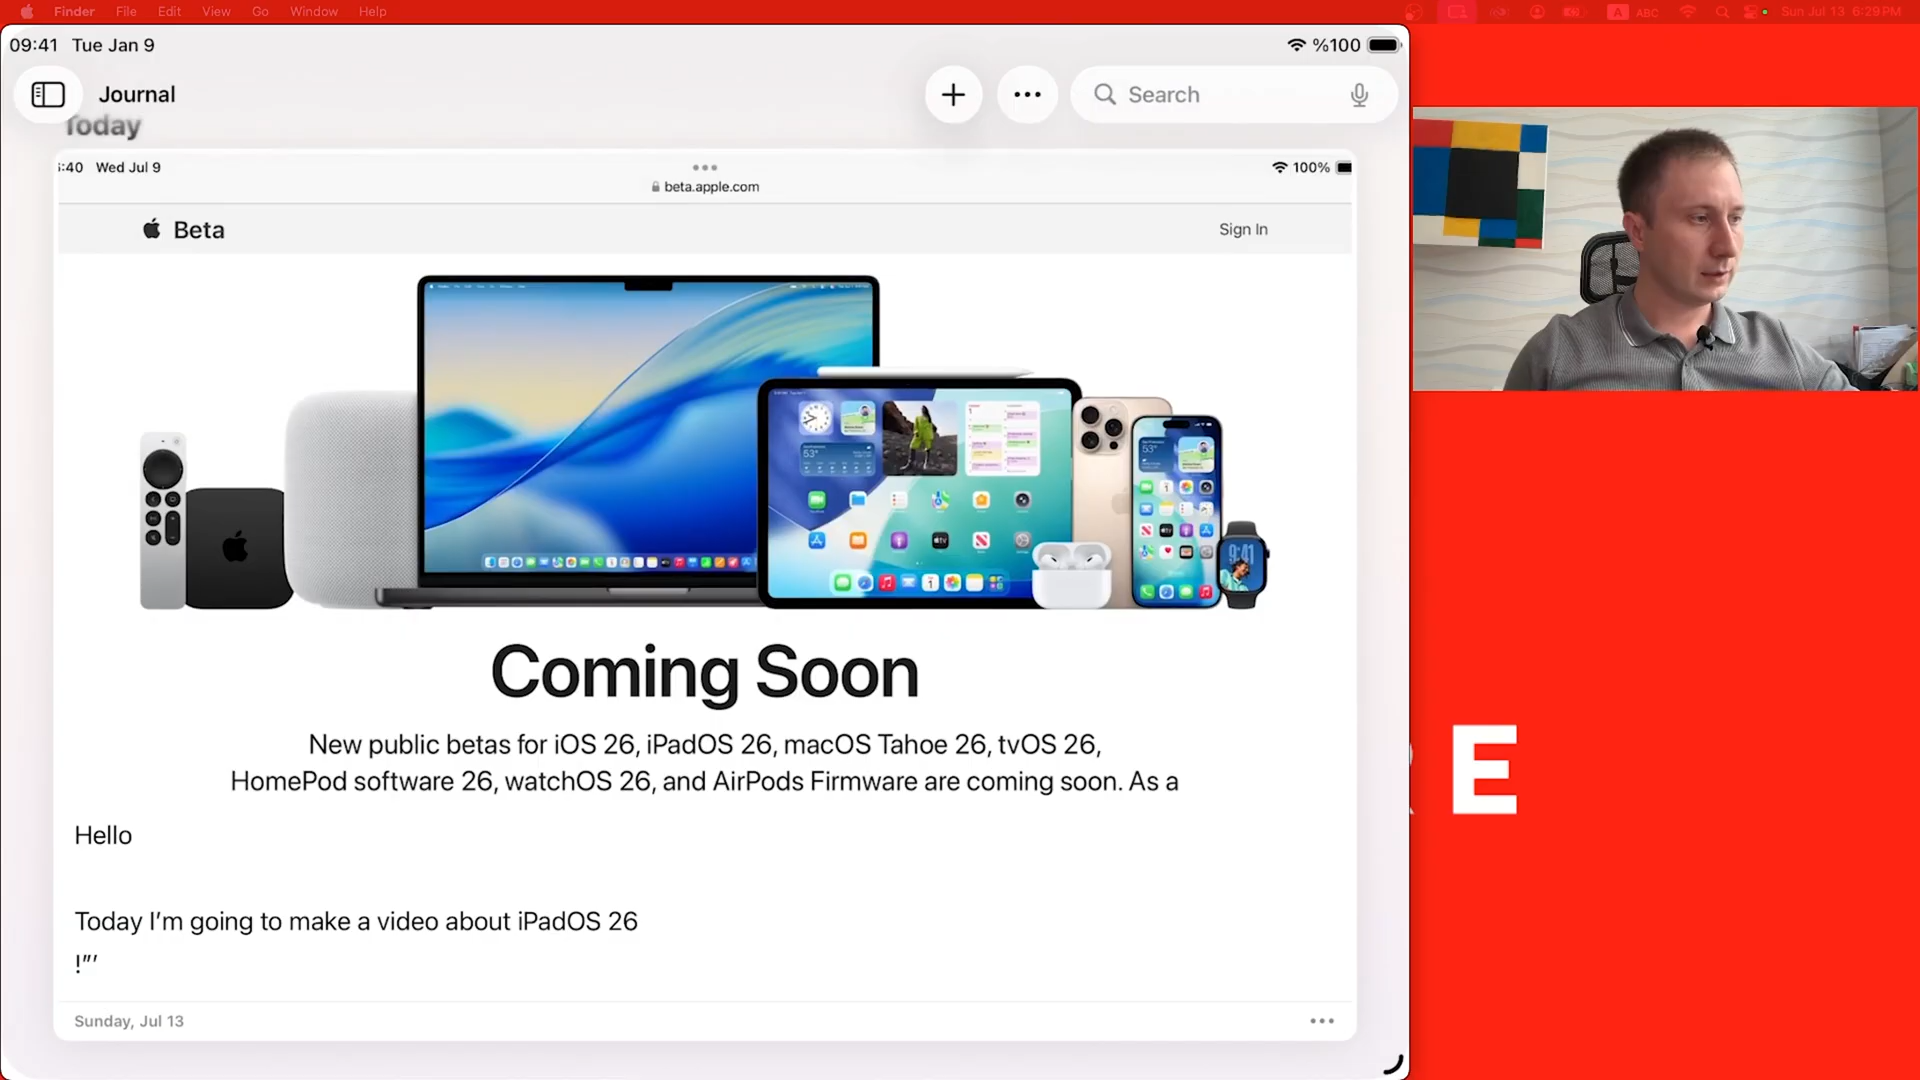 Finder File Edit View Go Window Help
A ABC Sun Jul 13 6:29 PM
09:41 Tue Jan 9
%100
Journal
Search
Today
:40 Wed Jul 9
100%
beta.apple.com
Beta
Sign In
9:41
Coming Soon
New public betas for iOS 26, iPadOS 26, macOS Tahoe 26, tvOS 26,
HomePod software 26, watchOS 26, and AirPods Firmware are coming soon. As a
Hello
Today I’m going to make a video about iPadOS 26
!”’
Sunday, Jul 13
E